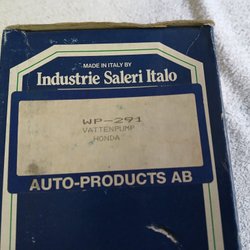 MADE IN ITALY BY
Industrie Saleri Italo
WP-291
VATTENPUMP
HONDA
AUTO-PRODUCTS AB